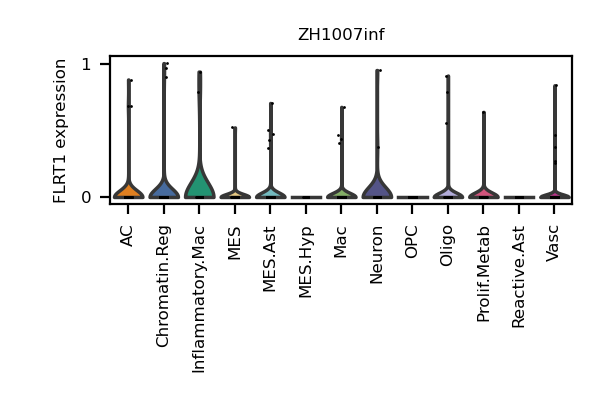 ZH1007inf
FLRT1 expression
1
0
AC
Chromatin.Reg
Inflammatory.Mac
MES
MES.Ast
MES.Hyp
Mac
Neuron
OPC
Oligo
Prolif.Metab
Reactive.Ast
Vasc